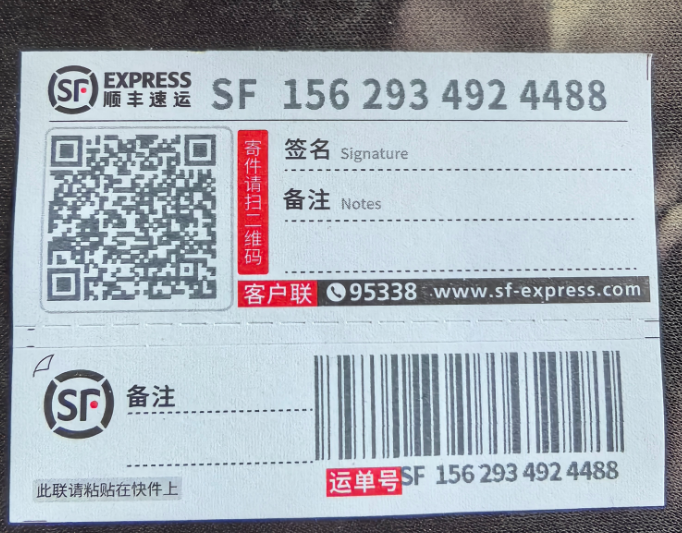 SF EXPRESS
顺丰速运
SF 156 293 492 4488
寄件请扫二维码
签名 Signature
备注 Notes
客户联 95338 www.sf-express.com
SF 备注
此联请粘贴在快件上
运单号 SF 156 293 492 4488